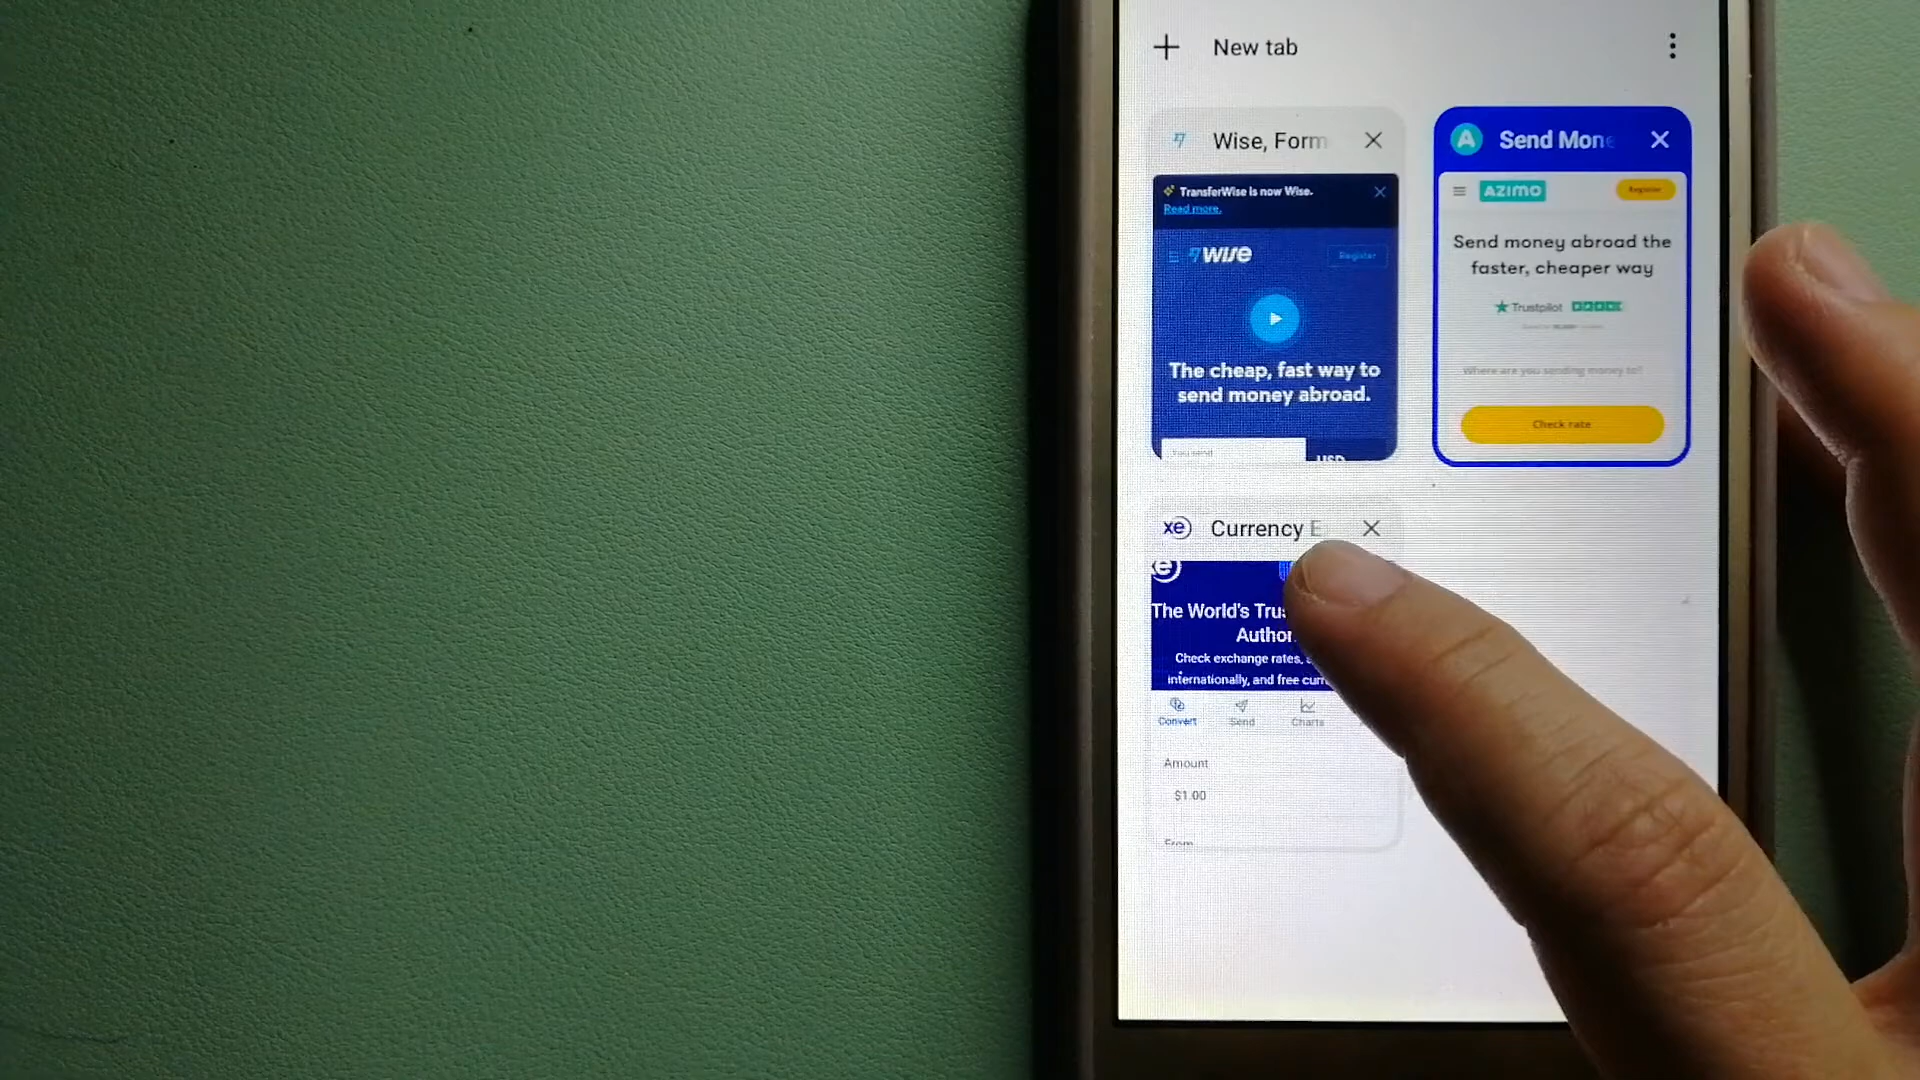 New tab
Wise, Form
TransferWise is now Wise.
Read more.
WISE
Register
The cheap, fast way to
send money abroad.
You send
USD
A
Send Mon
AZIMO
Register
Send money abroad the
faster, cheaper way
Trustpilot
Where are you sending money to?
Check rate
xe
Currency E
xe
The World's Trus
Author
Check exchange rates,
internationally, and free curr
Convert
Send
Charts
Amount
$1.00
From